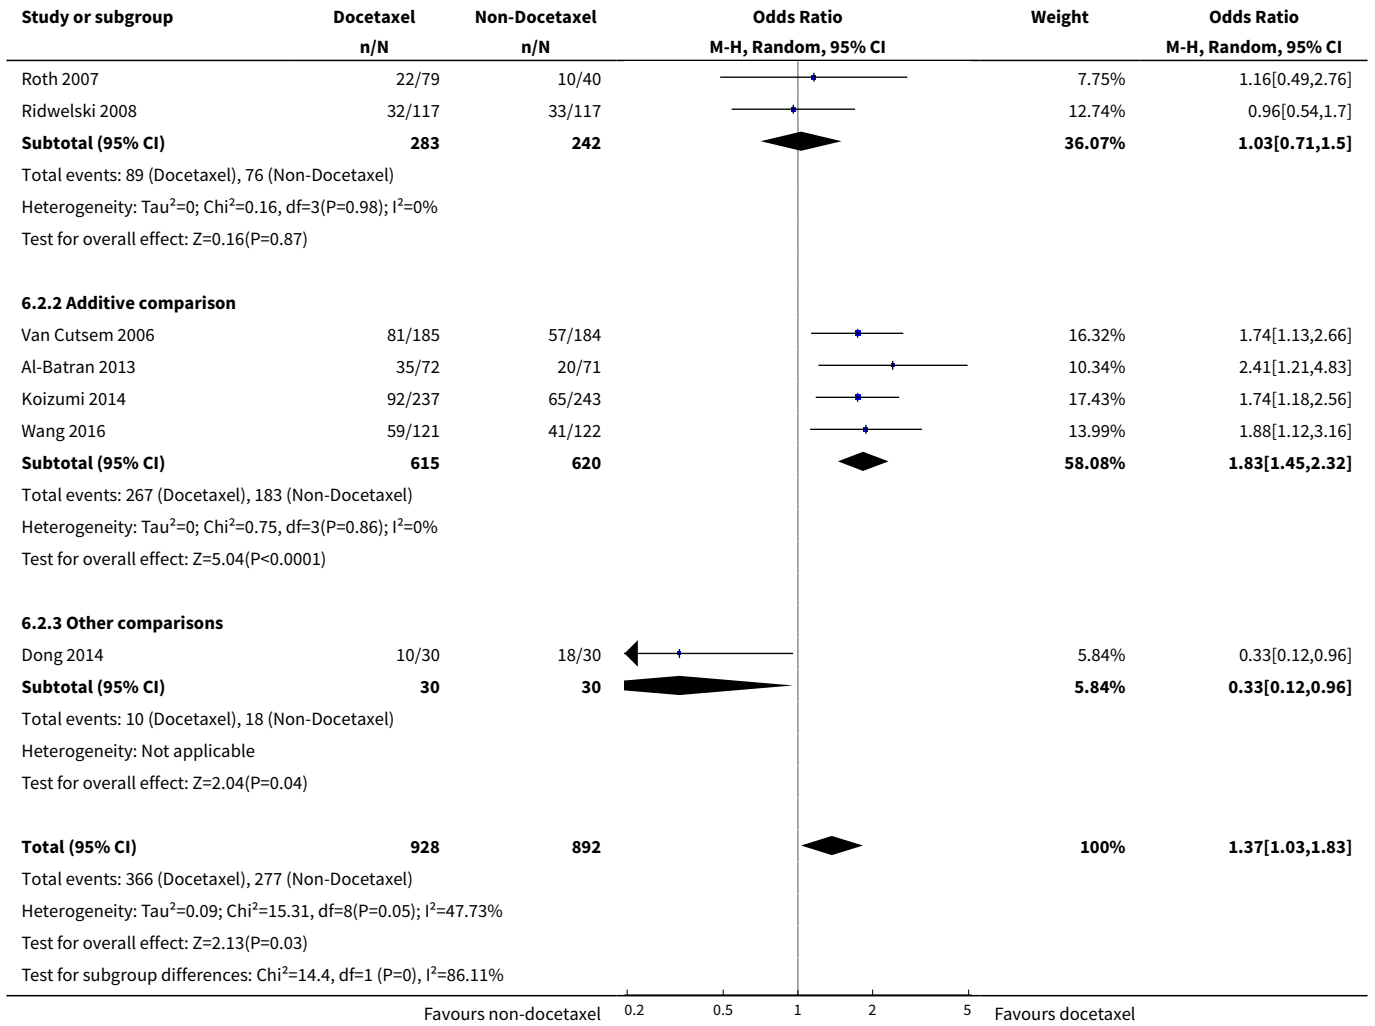 Study or subgroup Docetaxel Non-Docetaxel Odds Ratio Weight Odds Ratio
n/N n/N M-H, Random, 95% CI M-H, Random, 95% CI
Roth 2007 22/79 10/40 7.75% 1.16[0.49,2.76]
Ridwelski 2008 32/117 33/117 12.74% 0.96[0.54,1.7]
Subtotal (95% CI) 283 242 36.07% 1.03[0.71,1.5]
Total events: 89 (Docetaxel), 76 (Non-Docetaxel)
Heterogeneity: Tau²=0; Chi²=0.16, df=3(P=0.98); I²=0%
Test for overall effect: Z=0.16(P=0.87)
6.2.2 Additive comparison
Van Cutsem 2006 81/185 57/184 16.32% 1.74[1.13,2.66]
Al-Batran 2013 35/72 20/71 10.34% 2.41[1.21,4.83]
Koizumi 2014 92/237 65/243 17.43% 1.74[1.18,2.56]
Wang 2016 59/121 41/122 13.99% 1.88[1.12,3.16]
Subtotal (95% CI) 615 620 58.08% 1.83[1.45,2.32]
Total events: 267 (Docetaxel), 183 (Non-Docetaxel)
Heterogeneity: Tau²=0; Chi²=0.75, df=3(P=0.86); I²=0%
Test for overall effect: Z=5.04(P<0.0001)
6.2.3 Other comparisons
Dong 2014 10/30 18/30 5.84% 0.33[0.12,0.96]
Subtotal (95% CI) 30 30 5.84% 0.33[0.12,0.96]
Total events: 10 (Docetaxel), 18 (Non-Docetaxel)
Heterogeneity: Not applicable
Test for overall effect: Z=2.04(P=0.04)
Total (95% CI) 928 892 100% 1.37[1.03,1.83]
Total events: 366 (Docetaxel), 277 (Non-Docetaxel)
Heterogeneity: Tau²=0.09; Chi²=15.31, df=8(P=0.05); I²=47.73%
Test for overall effect: Z=2.13(P=0.03)
Test for subgroup differences: Chi²=14.4, df=1 (P=0), I²=86.11%
Favours non-docetaxel 0.2 0.5 1 2 5 Favours docetaxel